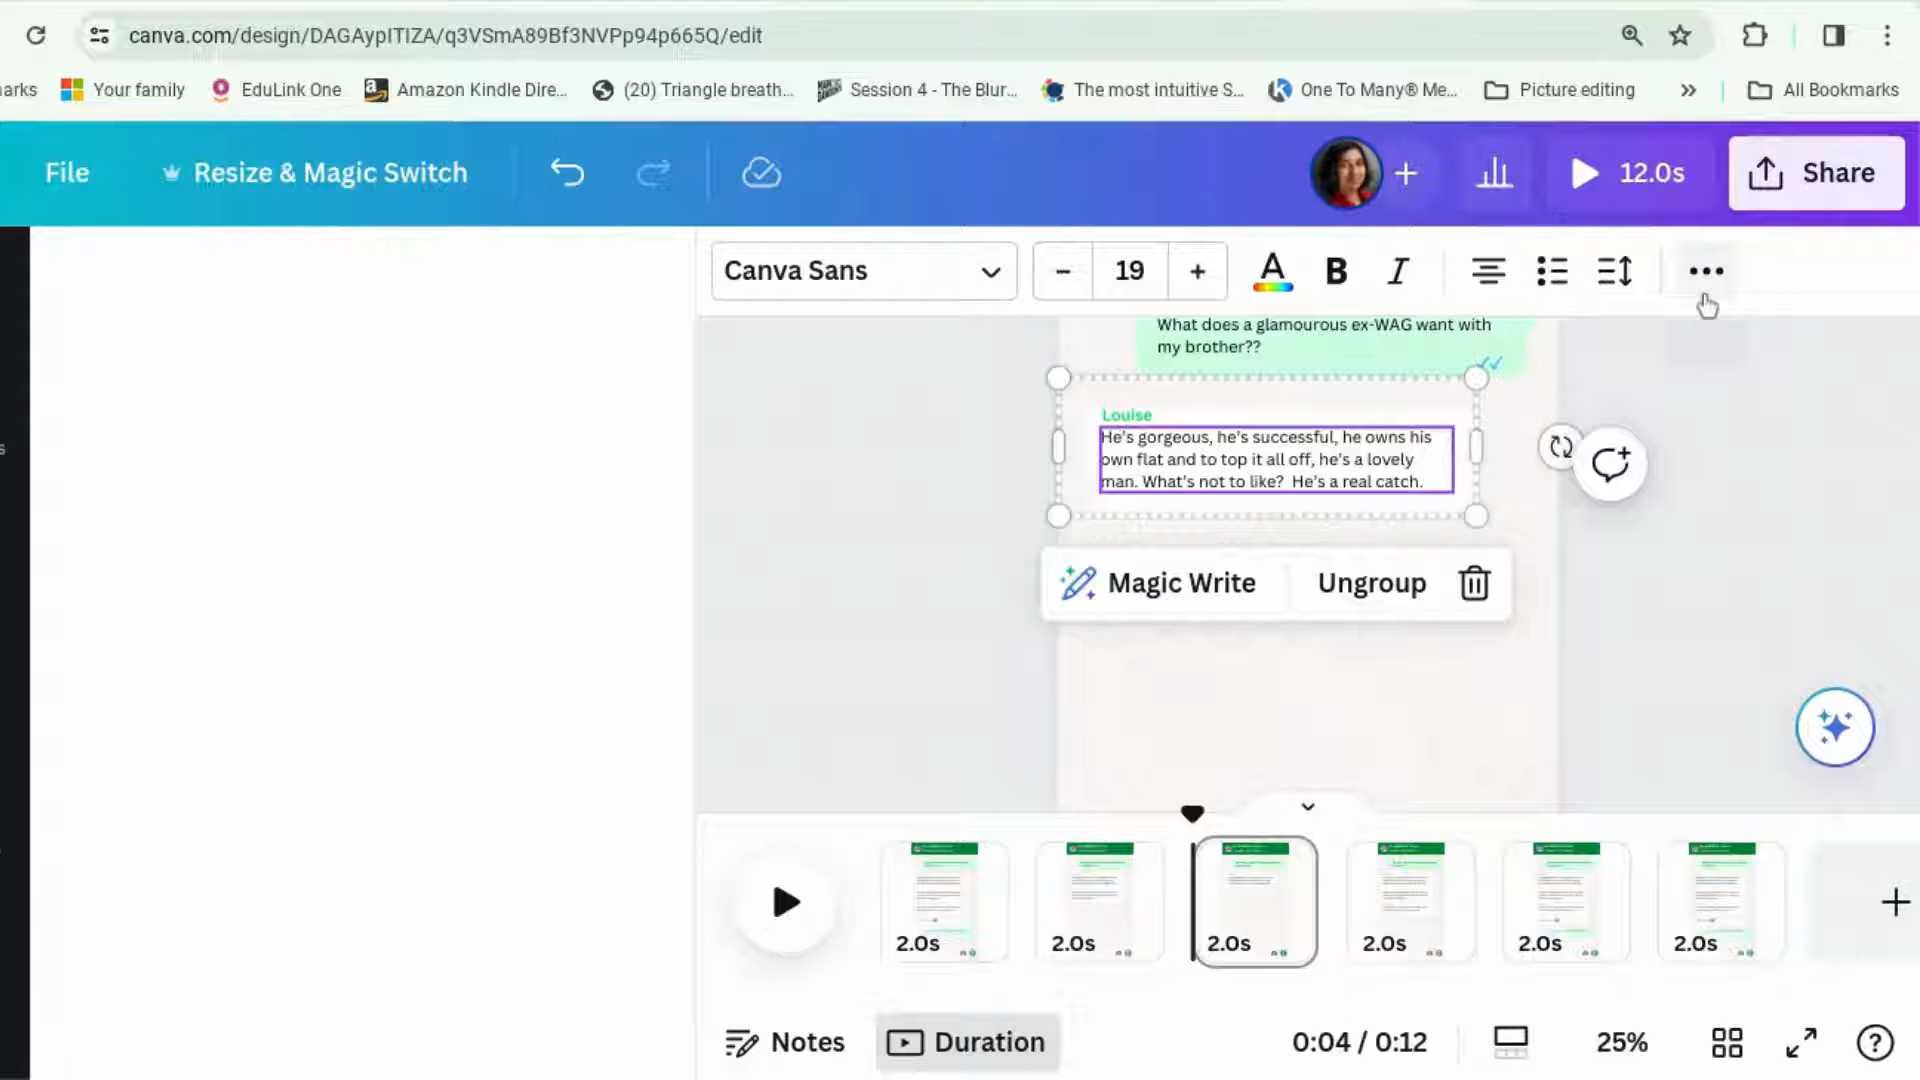 canva.com/design/DAGAypITIZA/q3VSmA89Bf3NVPp94p665Q/edit
arks Your family EduLink One Amazon Kindle Dire... (20) Triangle breath... Session 4 - The Blur... The most intuitive S... One To Many® Me... Picture editing » All Bookmarks
File Resize & Magic Switch 12.0s Share
Canva Sans 19 A B I
What does a glamourous ex-WAG want with
my brother??
Louise
He's gorgeous, he's successful, he owns his
own flat and to top it all off, he's a lovely
man. What's not to like?  He's a real catch.
Magic Write Ungroup
2.0s 2.0s 2.0s 2.0s 2.0s 2.0s
Notes Duration 0:04 / 0:12 25%